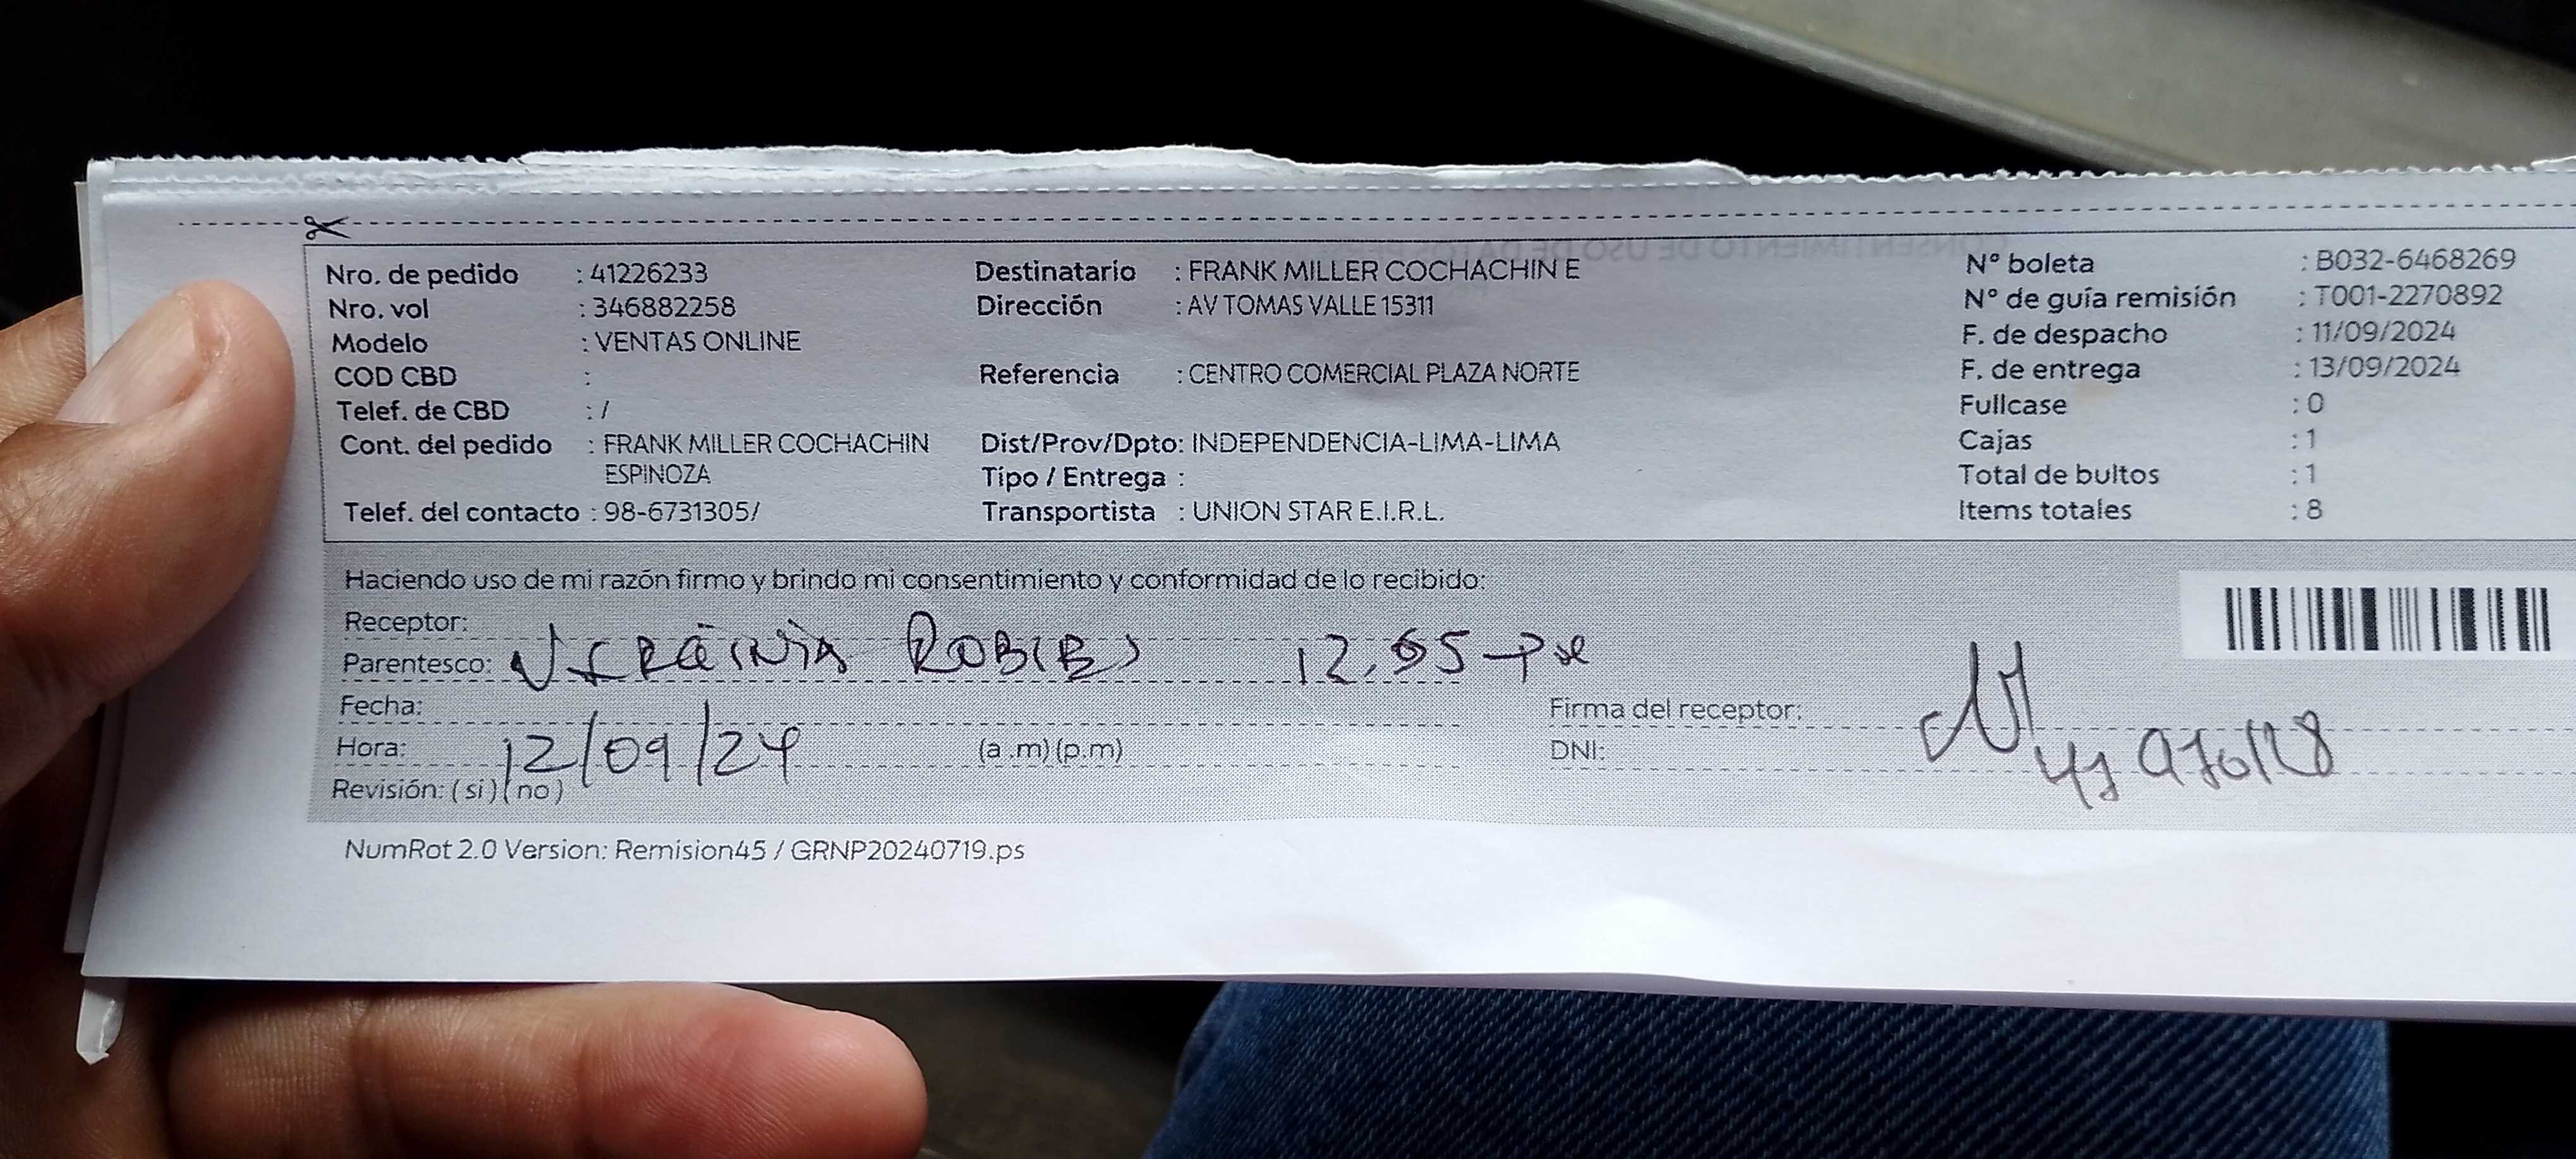 Nro. de pedido : 41226233
Nro. vol : 346882258
Modelo : VENTAS ONLINE
COD CBD :
Telef. de CBD : /
Cont. del pedido : FRANK MILLER COCHACHIN
ESPINOZA
Telef. del contacto : 98-6731305/
Destinatario : FRANK MILLER COCHACHIN E
Dirección : AV TOMAS VALLE 15311
Referencia : CENTRO COMERCIAL PLAZA NORTE
Dist/Prov/Dpto: INDEPENDENCIA-LIMA-LIMA
Tipo / Entrega :
Transportista : UNION STAR E.I.R.L.
N° boleta : B032-6468269
N° de guía remisión : T001-2270892
F. de despacho : 11/09/2024
F. de entrega : 13/09/2024
Fullcase : 0
Cajas : 1
Total de bultos : 1
Items totales : 8
Haciendo uso de mi razón firmo y brindo mi consentimiento y conformidad de lo recibido:
Receptor:
Parentesco:
Fecha:
Hora: 12/09/24 (a .m) (p.m)
Revisión: ( si ) ( no )
Firma del receptor:
DNI:
NumRot 2.0 Version: Remision45 / GRNP20240719.ps